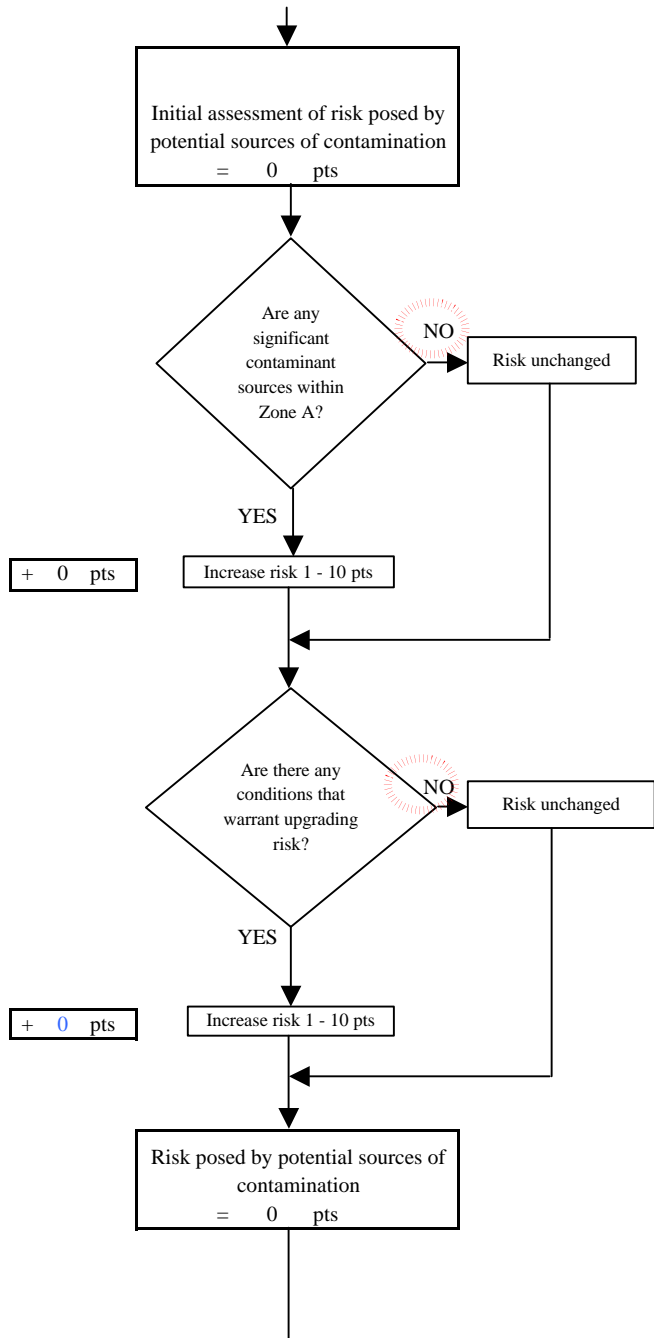 Initial assessment of risk posed by
potential sources of contamination
= 0 pts
Are any
significant
contaminant
sources within
Zone A?
NO
Risk unchanged
YES
+ 0 pts
Increase risk 1 - 10 pts
Are there any
conditions that
warrant upgrading
risk?
NO
Risk unchanged
YES
+ 0 pts
Increase risk 1 - 10 pts
Risk posed by potential sources of
contamination
= 0 pts